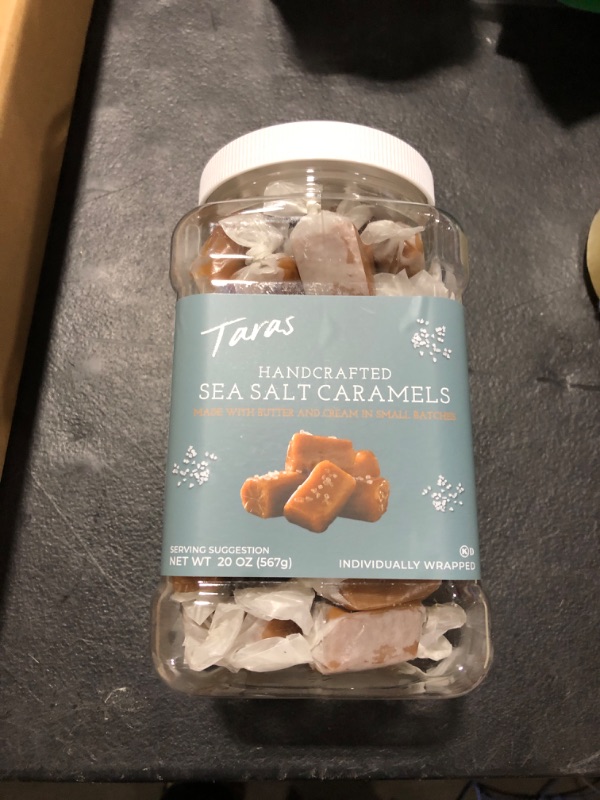 Taras
HANDCRAFTED
SEA SALT CARAMELS
MADE WITH BUTTER AND CREAM IN SMALL BATCHES
SERVING SUGGESTION
NET WT 20 OZ (567g)
INDIVIDUALLY WRAPPED
K D